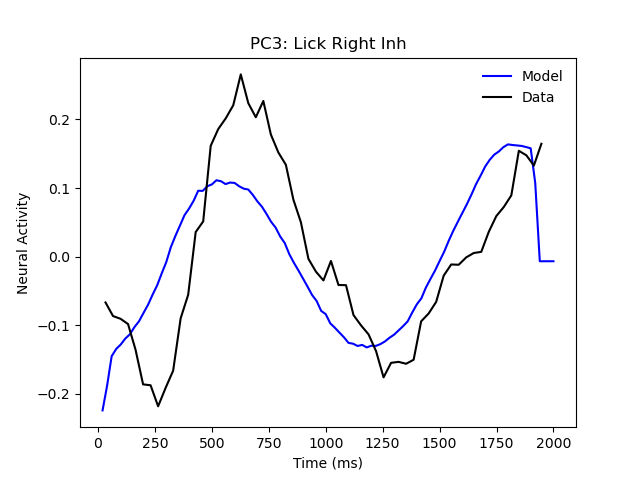 PC3: Lick Right Inh
Model
Data
Neural Activity
0.2
0.1
0.0
−0.1
−0.2
0 250 500 750 1000 1250 1500 1750 2000
Time (ms)